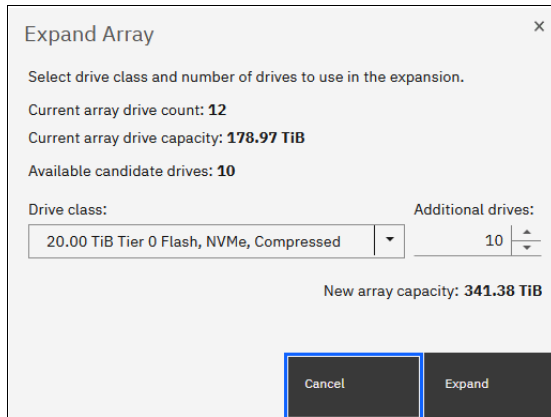 Expand Array
×
Select drive class and number of drives to use in the expansion.
Current array drive count: 12
Current array drive capacity: 178.97 TiB
Available candidate drives: 10
Drive class: Additional drives:
20.00 TiB Tier 0 Flash, NVMe, Compressed 10
New array capacity: 341.38 TiB
Cancel Expand